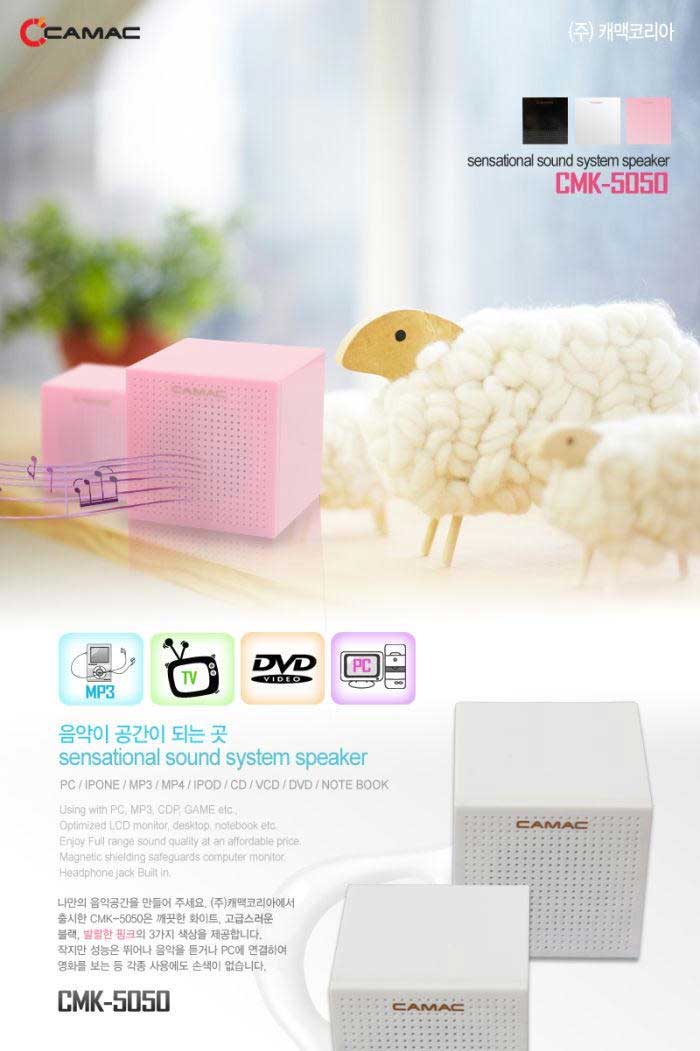 CAMAC
(주) 캐맥코리아
sensational sound system speaker
CMK-5050
CAMAC
CAMAC
MP3
TV
DVD
VIDEO
PC
음악이 공간이 되는 곳
sensational sound system speaker
PC / IPONE / MP3 / MP4 / IPOD / CD / VCD / DVD / NOTE BOOK
Using with PC, MP3, CDP, GAME etc.,
Optimized LCD monitor, desktop, notebook etc.
Enjoy Full range sound quality at an affordable price.
Magnetic shielding safeguards computer monitor.
Headphone jack Built in.
나만의 음악공간을 만들어 주세요. (주)캐맥코리아에서
출시한 CMK-5050은 깨끗한 화이트, 고급스러운
블랙, 발랄한 핑크의 3가지 색상을 제공합니다.
작지만 성능은 뛰어나 음악을 듣거나 PC에 연결하여
영화를 보는 등 각종 사용에도 손색이 없습니다.
CMK-5050
CAMAC